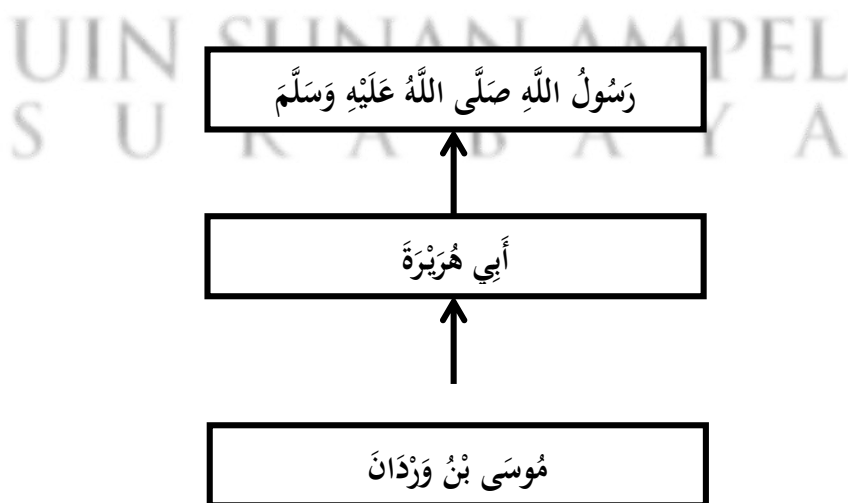 UIN SUNAN AMPEL
S U R A B A Y A
رَسُولُ اللَّهِ صَلَّى اللَّهُ عَلَيْهِ وَسَلَّمَ
أَبِي هُرَيْرَةَ
مُوسَى بْنُ وَرْدَانَ